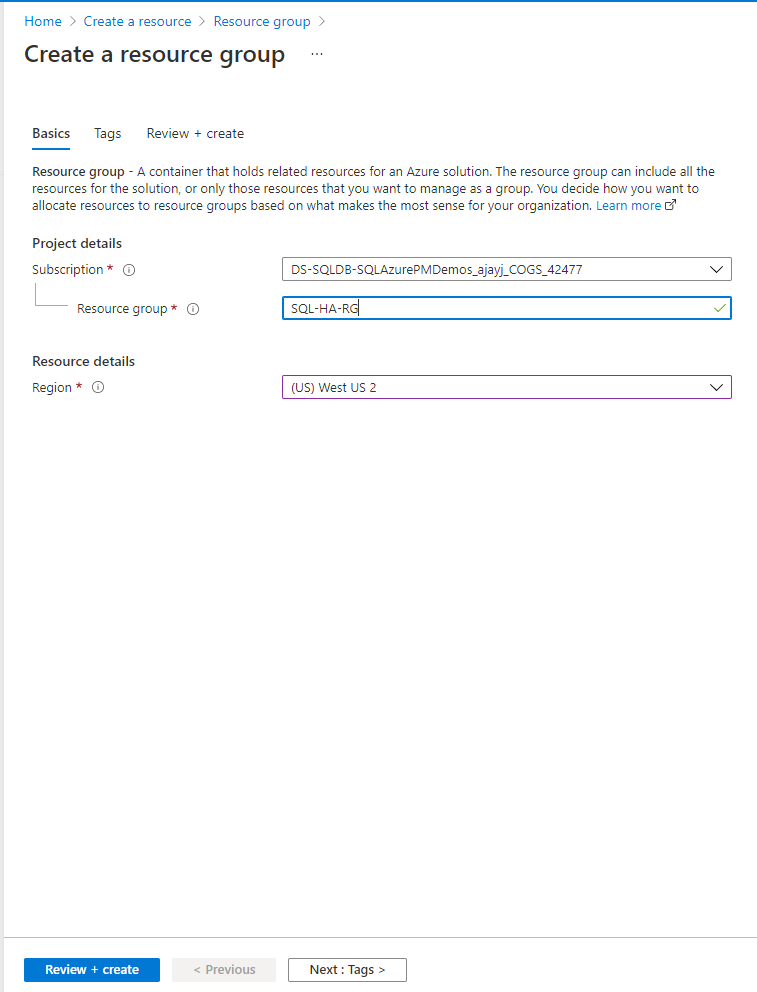 Home > Create a resource > Resource group >
Create a resource group ...
Basics Tags Review + create
Resource group - A container that holds related resources for an Azure solution. The resource group can include all the
resources for the solution, or only those resources that you want to manage as a group. You decide how you want to
allocate resources to resource groups based on what makes the most sense for your organization. Learn more
Project details
Subscription * DS-SQLDB-SQLAzurePMDemos_ajayj_COGS_42477
Resource group * SQL-HA-RG
Resource details
Region * (US) West US 2
Review + create < Previous Next : Tags >